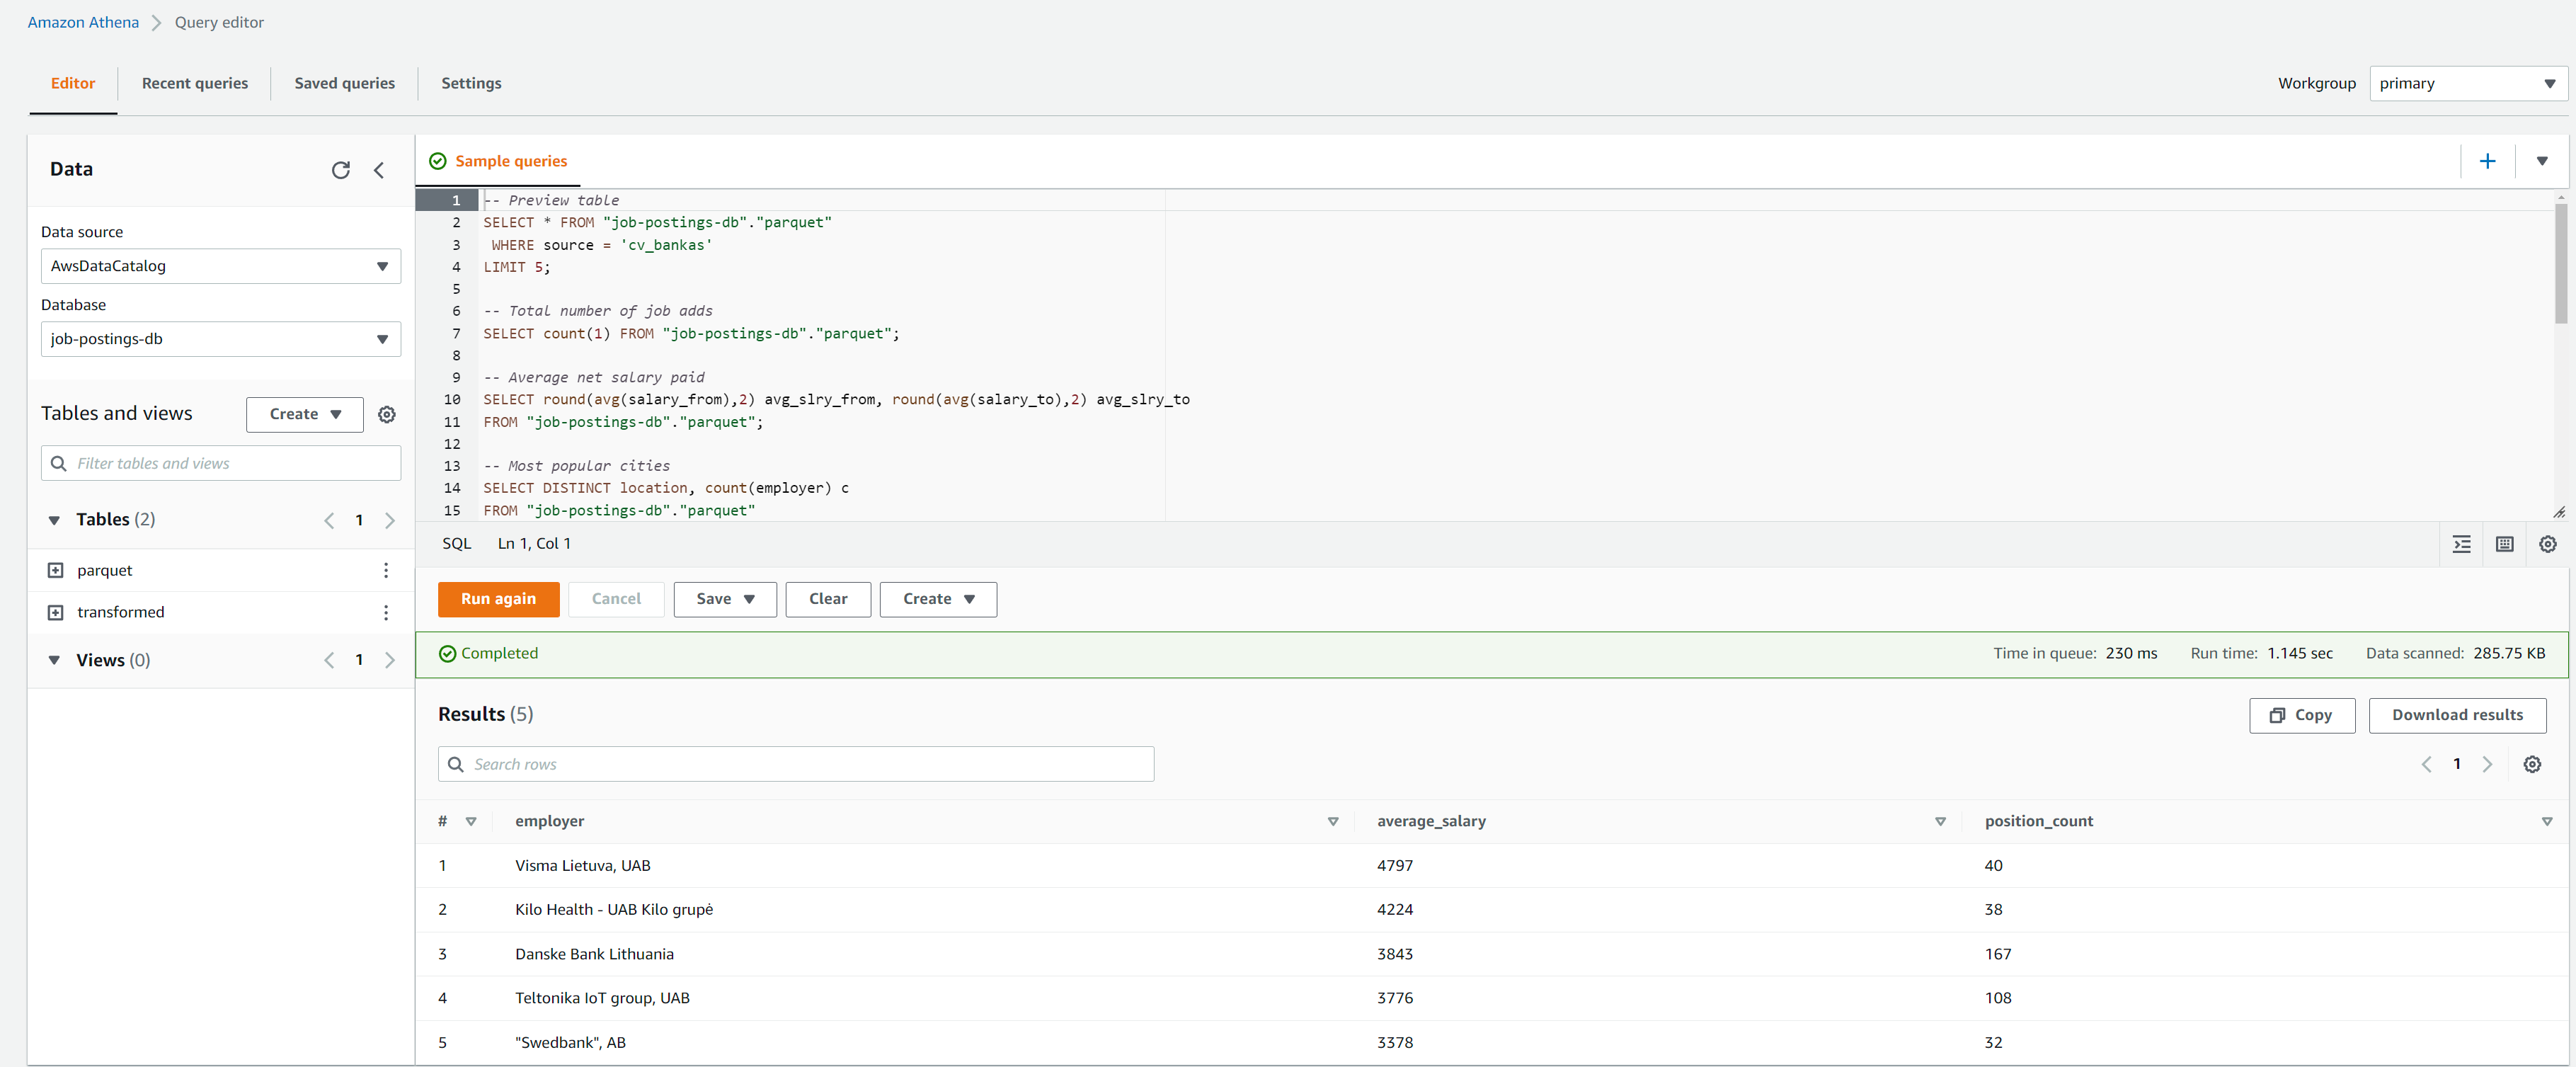 Amazon Athena > Query editor
Editor Recent queries Saved queries Settings Workgroup primary
Data
Data source
AwsDataCatalog
Database
job-postings-db
Tables and views Create
Filter tables and views
Tables (2) 1
parquet
transformed
Views (0) 1
Sample queries
1 -- Preview table
2 SELECT * FROM "job-postings-db"."parquet"
3 WHERE source = 'cv_bankas'
4 LIMIT 5;
5
6 -- Total number of job adds
7 SELECT count(1) FROM "job-postings-db"."parquet";
8
9 -- Average net salary paid
10 SELECT round(avg(salary_from),2) avg_slry_from, round(avg(salary_to),2) avg_slry_to
11 FROM "job-postings-db"."parquet";
12
13 -- Most popular cities
14 SELECT DISTINCT location, count(employer) c
15 FROM "job-postings-db"."parquet"
SQL Ln 1, Col 1
Run again Cancel Save Clear Create
Completed Time in queue: 230 ms Run time: 1.145 sec Data scanned: 285.75 KB
Results (5) Copy Download results
Search rows 1
# employer average_salary position_count
1 Visma Lietuva, UAB 4797 40
2 Kilo Health - UAB Kilo grupė 4224 38
3 Danske Bank Lithuania 3843 167
4 Teltonika IoT group, UAB 3776 108
5 "Swedbank", AB 3378 32